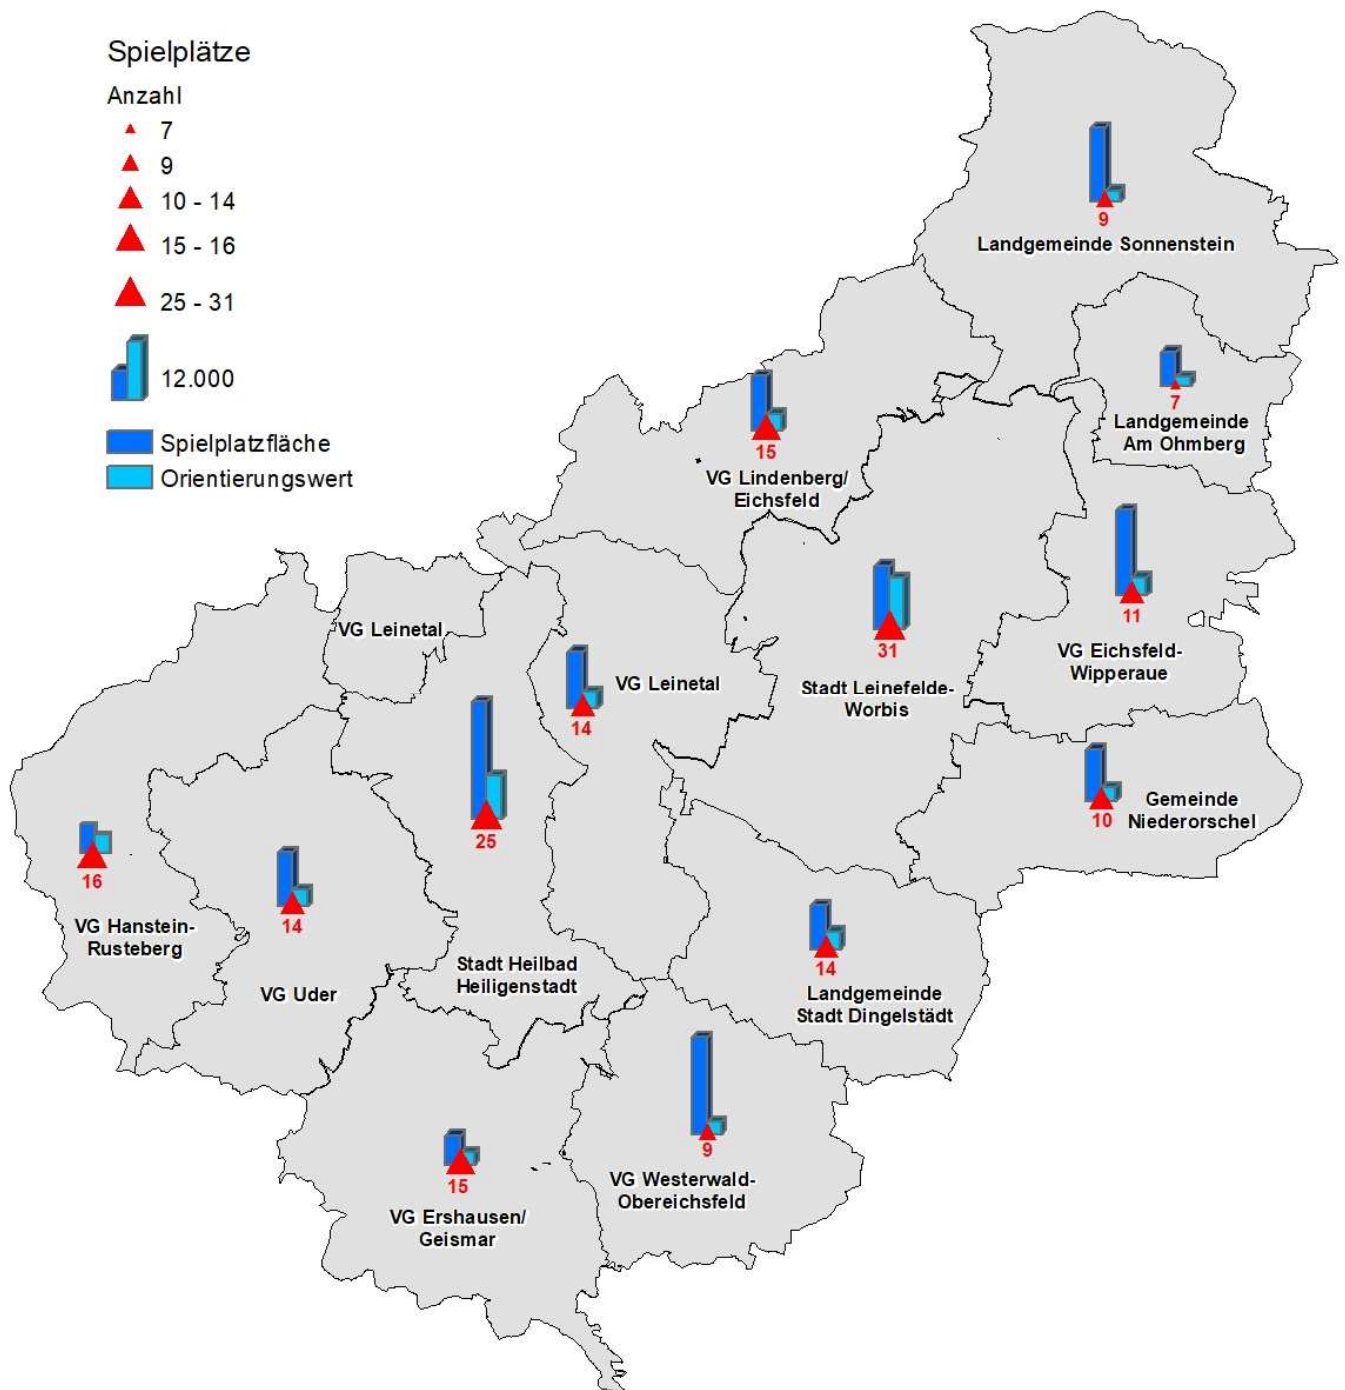 Spielplätze
Anzahl
7
9
10 - 14
15 - 16
25 - 31
12.000
Spielplatzfläche
Orientierungswert
9
Landgemeinde Sonnenstein
7
Landgemeinde
Am Ohmberg
15
VG Lindenberg/
Eichsfeld
11
VG Eichsfeld-
Wipperaue
31
Stadt Leinefelde-
Worbis
VG Leinetal
14
VG Leinetal
25
Stadt Heilbad
Heiligenstadt
10
Gemeinde
Niederorschel
16
VG Hanstein-
Rusteberg
14
VG Uder
14
Landgemeinde
Stadt Dingelstädt
9
VG Westerwald-
Obereichsfeld
15
VG Ershausen/
Geismar